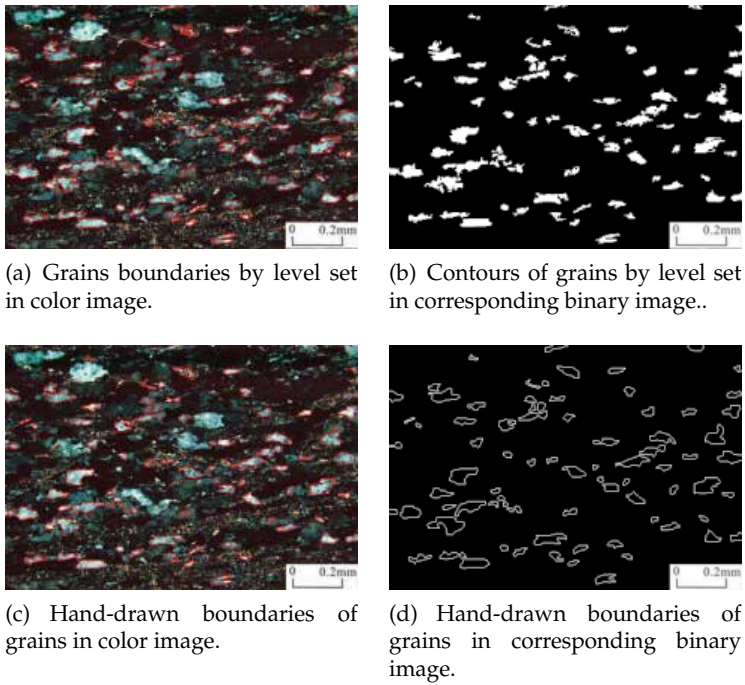 0 0.2mm
0 0.2mm
(a) Grains boundaries by level set
in color image.
(b) Contours of grains by level set
in corresponding binary image..
0 0.2mm
0 0.2mm
(c) Hand-drawn boundaries of
grains in color image.
(d) Hand-drawn boundaries of
grains in corresponding binary
image.